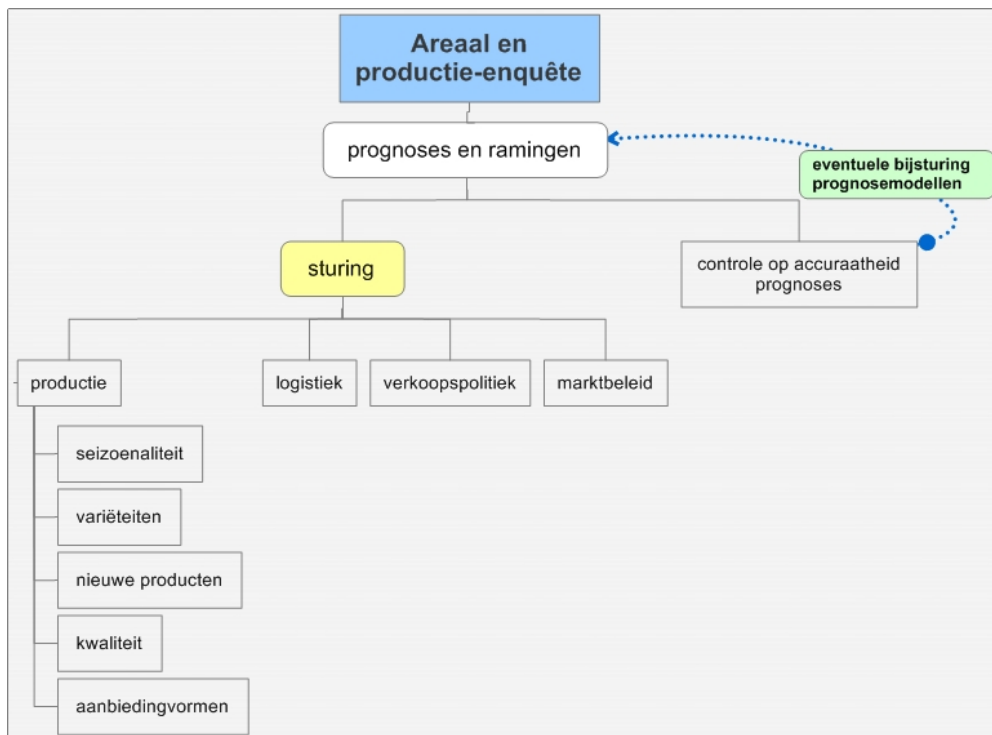 Areaal en
productie-enquête
prognoses en ramingen
eventuele bijsturing
prognosemodellen
sturing
controle op accuraatheid
prognoses
productie
logistiek
verkoopspolitiek
marktbeleid
seizoenaliteit
variëteiten
nieuwe producten
kwaliteit
aanbiedingvormen